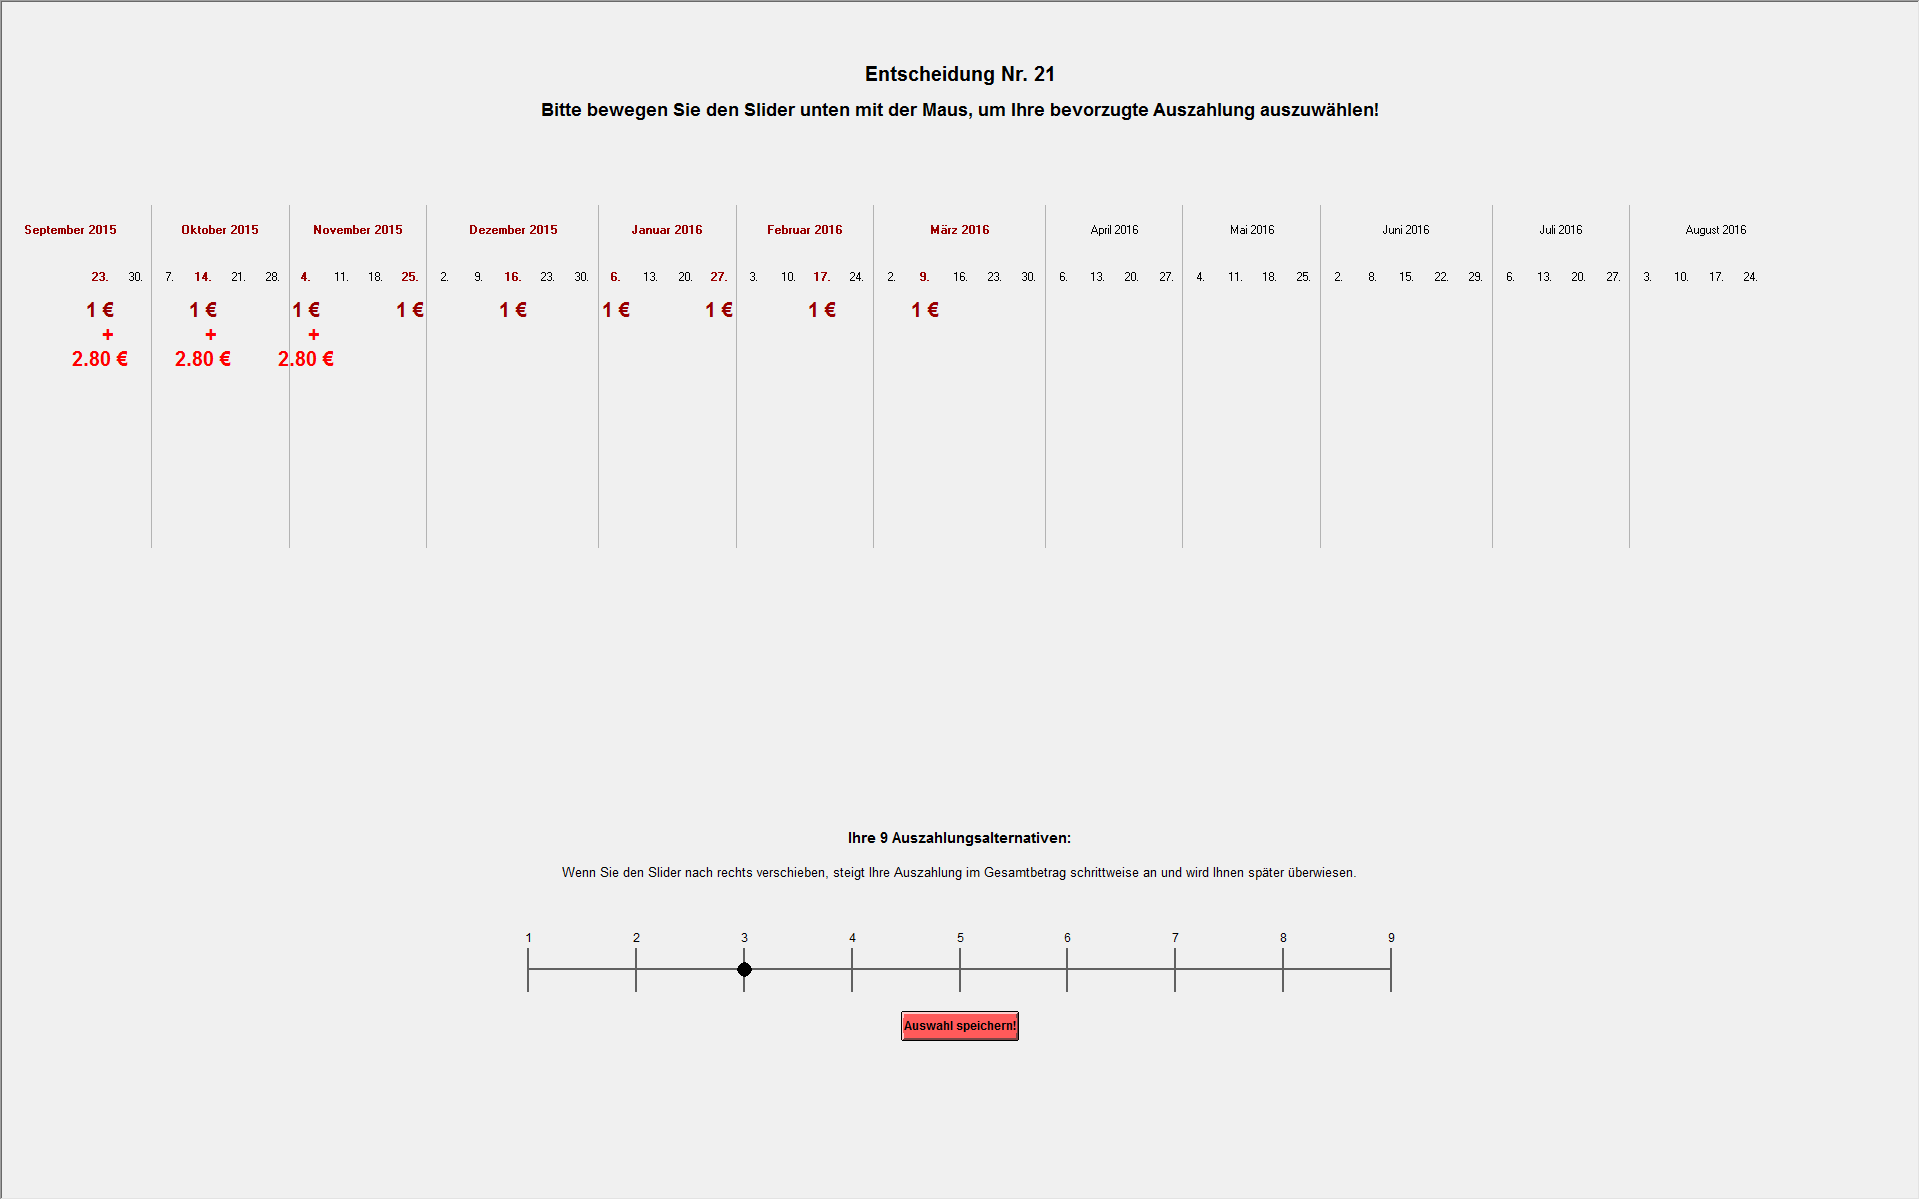 Entscheidung Nr. 21
Bitte bewegen Sie den Slider unten mit der Maus, um Ihre bevorzugte Auszahlung auszuwählen!
September 2015 Oktober 2015 November 2015 Dezember 2015 Januar 2016 Februar 2016 März 2016 April 2016 Mai 2016 Juni 2016 Juli 2016 August 2016
23. 30. 7. 14. 21. 28. 4. 11. 18. 25. 2. 9. 16. 23. 30. 6. 13. 20. 27. 3. 10. 17. 24. 2. 9. 16. 23. 30. 6. 13. 20. 27. 4. 11. 18. 25. 2. 8. 15. 22. 29. 6. 13. 20. 27. 3. 10. 17. 24.
1 € 1 € 1 € 1 € 1 € 1 € 1 € 1 € 1 €
+ + +
2.80 € 2.80 € 2.80 €
Ihre 9 Auszahlungsalternativen:
Wenn Sie den Slider nach rechts verschieben, steigt Ihre Auszahlung im Gesamtbetrag schrittweise an und wird Ihnen später überwiesen.
1 2 3 4 5 6 7 8 9
Auswahl speichern!